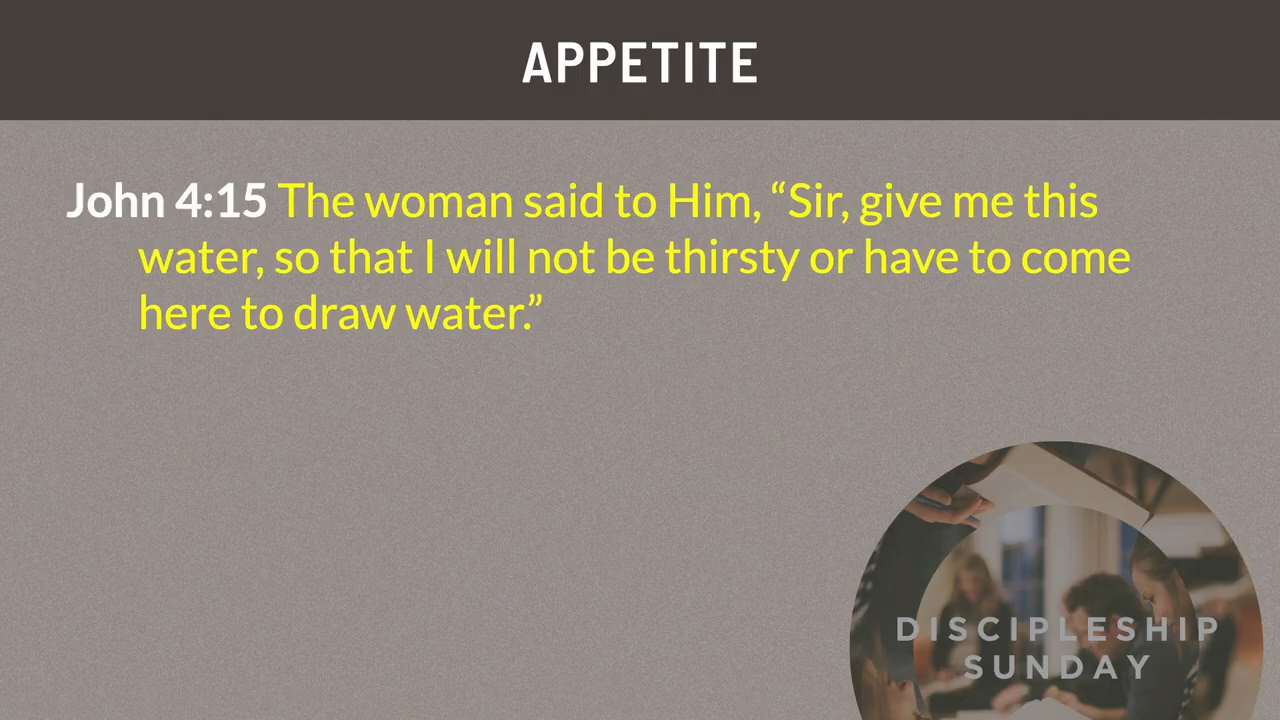 APPETITE
John 4:15 The woman said to Him, “Sir, give me this
water, so that I will not be thirsty or have to come
here to draw water.”
DISCIPLESHIP
SUNDAY